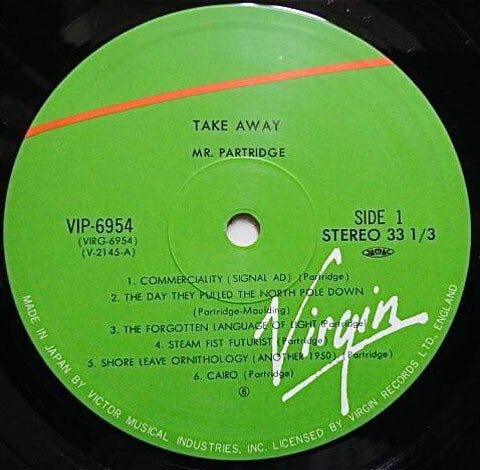 TAKE AWAY
MR. PARTRIDGE
VIP-6954
(VIRG-6954)
(V-2145-A)
SIDE 1
STEREO 33 1/3
1. COMMERCIALITY (SIGNAL AD) (Partridge)
2. THE DAY THEY PULLED THE NORTH POLE DOWN
(Partridge-Moulding)
3. THE FORGOTTEN LANGUAGE OF LIGHT (Partridge)
4. STEAM FIST FUTURIST (Partridge)
5. SHORE LEAVE ORNITHOLOGY (ANOTHER 1950) (Partridge)
6. CAIRO (Partridge)
Ⓖ
Virgin
MADE IN JAPAN BY VICTOR MUSICAL INDUSTRIES, INC. LICENSED BY VIRGIN RECORDS LTD. ENGLAND